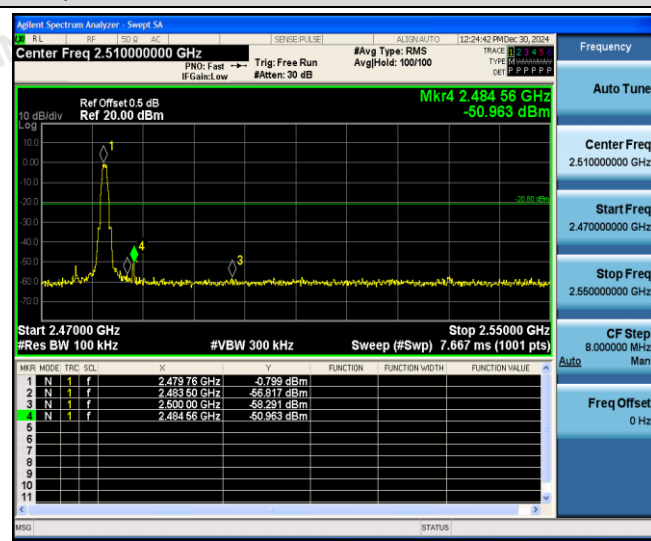 Agilent Spectrum Analyzer - Swept SA
RL RF 50 Ω AC SENSE:PULSE ALIGN AUTO 12:24:42 PM Dec 30, 2024
Center Freq 2.510000000 GHz
PNO: Fast
IFGain:Low
Trig: Free Run
#Atten: 30 dB
#Avg Type: RMS
Avg|Hold: 100/100
TRACE 1 2 3 4 5 6
TYPE M
DET P P P P P P
Ref Offset 0.5 dB
10 dB/div Ref 20.00 dBm
Log
Mkr4 2.484 56 GHz
-50.963 dBm
10.0
0.00
-10.0
-20.0
-30.0
-40.0
-50.0
-60.0
-70.0
1
4
3
-20.80 dBm
Start 2.47000 GHz Stop 2.55000 GHz
#Res BW 100 kHz #VBW 300 kHz Sweep (#Swp) 7.667 ms (1001 pts)
MKR MODE TRC SCL X Y FUNCTION FUNCTION WIDTH FUNCTION VALUE
1 N 1 f 2.479 76 GHz -0.799 dBm
2 N 1 f 2.483 50 GHz -56.817 dBm
3 N 1 f 2.500 00 GHz -58.291 dBm
4 N 1 f 2.484 56 GHz -50.963 dBm
5
6
7
8
9
10
11
MSG STATUS
Frequency
Auto Tune
Center Freq
2.510000000 GHz
Start Freq
2.470000000 GHz
Stop Freq
2.550000000 GHz
CF Step
8.000000 MHz
Auto Man
Freq Offset
0 Hz